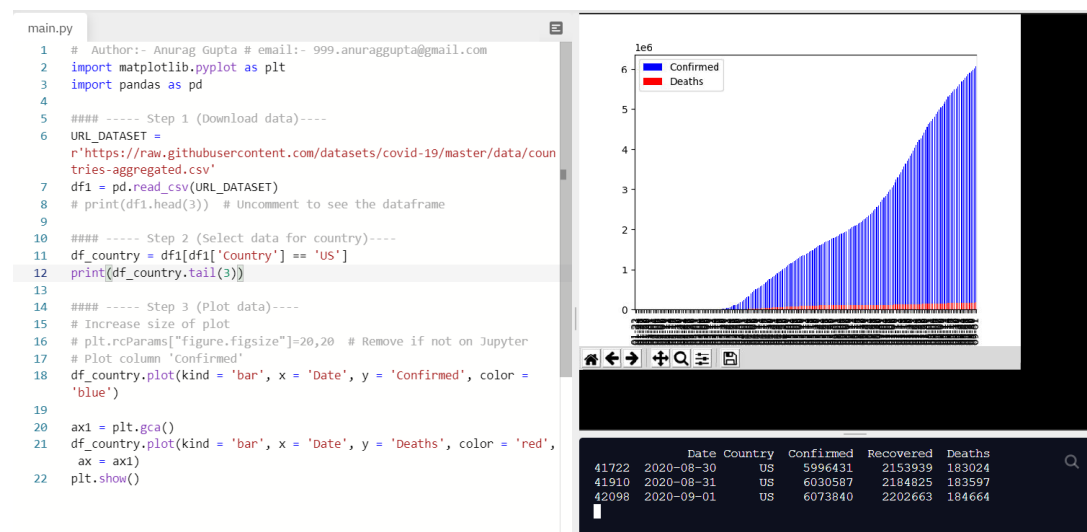 main.py
1 #  Author:- Anurag Gupta # email:- 999.anuraggupta@gmail.com
2 import matplotlib.pyplot as plt
3 import pandas as pd
4
5 #### ----- Step 1 (Download data)----
6 URL_DATASET =
r'https://raw.githubusercontent.com/datasets/covid-19/master/data/coun
tries-aggregated.csv'
7 df1 = pd.read_csv(URL_DATASET)
8 # print(df1.head(3))  # Uncomment to see the dataframe
9
10 #### ----- Step 2 (Select data for country)----
11 df_country = df1[df1['Country'] == 'US']
12 print(df_country.tail(3))
13
14 #### ----- Step 3 (Plot data)----
15 # Increase size of plot
16 # plt.rcParams["figure.figsize"]=20,20  # Remove if not on Jupyter
17 # Plot column 'Confirmed'
18 df_country.plot(kind = 'bar', x = 'Date', y = 'Confirmed', color =
'blue')
19
20 ax1 = plt.gca()
21 df_country.plot(kind = 'bar', x = 'Date', y = 'Deaths', color = 'red',
ax = ax1)
22 plt.show()
1e6
Confirmed
Deaths
6
5
4
3
2
1
0
Date Country Confirmed Recovered Deaths
41722 2020-08-30 US 5996431 2153939 183024
41910 2020-08-31 US 6030587 2184825 183597
42098 2020-09-01 US 6073840 2202663 184664